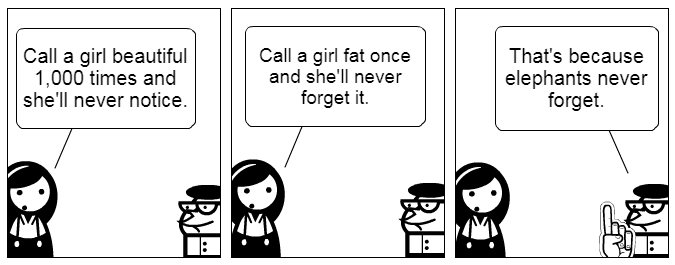 Call a girl beautiful
1,000 times and
she'll never notice.
Call a girl fat once
and she'll never
forget it.
That's because
elephants never
forget.